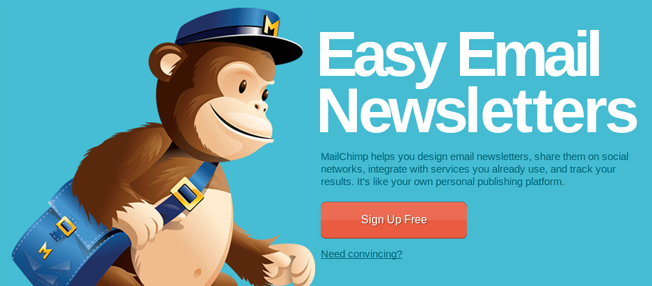 M
Easy Email
Newsletters
MailChimp helps you design email newsletters, share them on social
networks, integrate with services you already use, and track your
results. It's like your own personal publishing platform.
Sign Up Free
Need convincing?